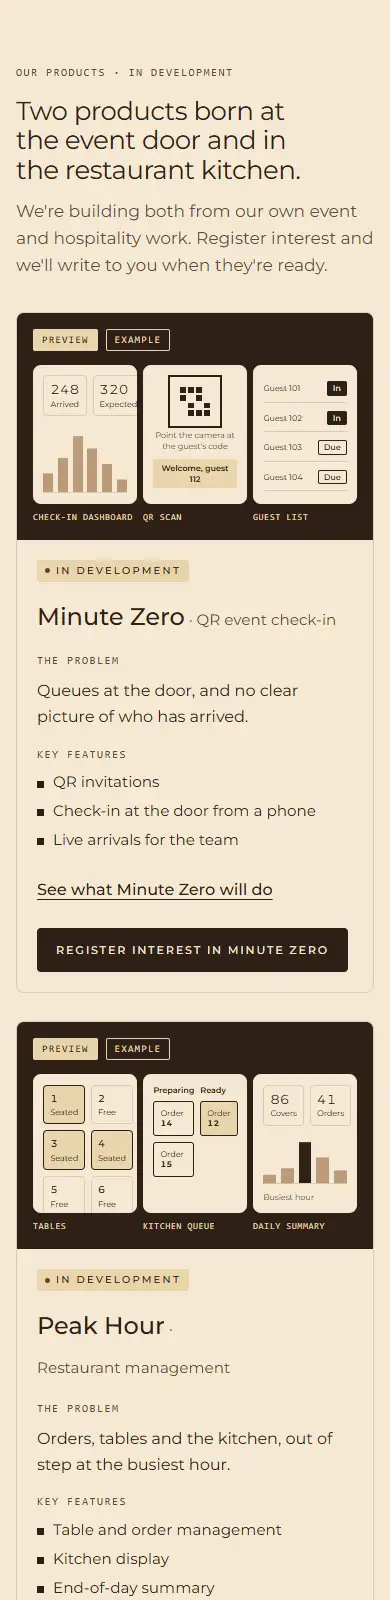 OUR PRODUCTS · IN DEVELOPMENT
Two products born at
the event door and in
the restaurant kitchen.
We're building both from our own event
and hospitality work. Register interest and
we'll write to you when they're ready.
PREVIEW
EXAMPLE
248
Arrived
320
Expected
CHECK-IN DASHBOARD
Point the camera at
the guest's code
Welcome, guest
112
QR SCAN
Guest 101 In
Guest 102 In
Guest 103 Due
Guest 104 Due
GUEST LIST
IN DEVELOPMENT
Minute Zero · QR event check-in
THE PROBLEM
Queues at the door, and no clear
picture of who has arrived.
KEY FEATURES
QR invitations
Check-in at the door from a phone
Live arrivals for the team
See what Minute Zero will do
REGISTER INTEREST IN MINUTE ZERO
PREVIEW
EXAMPLE
1
Seated
2
Free
3
Seated
4
Seated
5
Free
6
Free
TABLES
Preparing
Order
14
Order
15
Ready
Order
12
KITCHEN QUEUE
86
Covers
41
Orders
Busiest hour
DAILY SUMMARY
IN DEVELOPMENT
Peak Hour ·
Restaurant management
THE PROBLEM
Orders, tables and the kitchen, out of
step at the busiest hour.
KEY FEATURES
Table and order management
Kitchen display
End-of-day summary